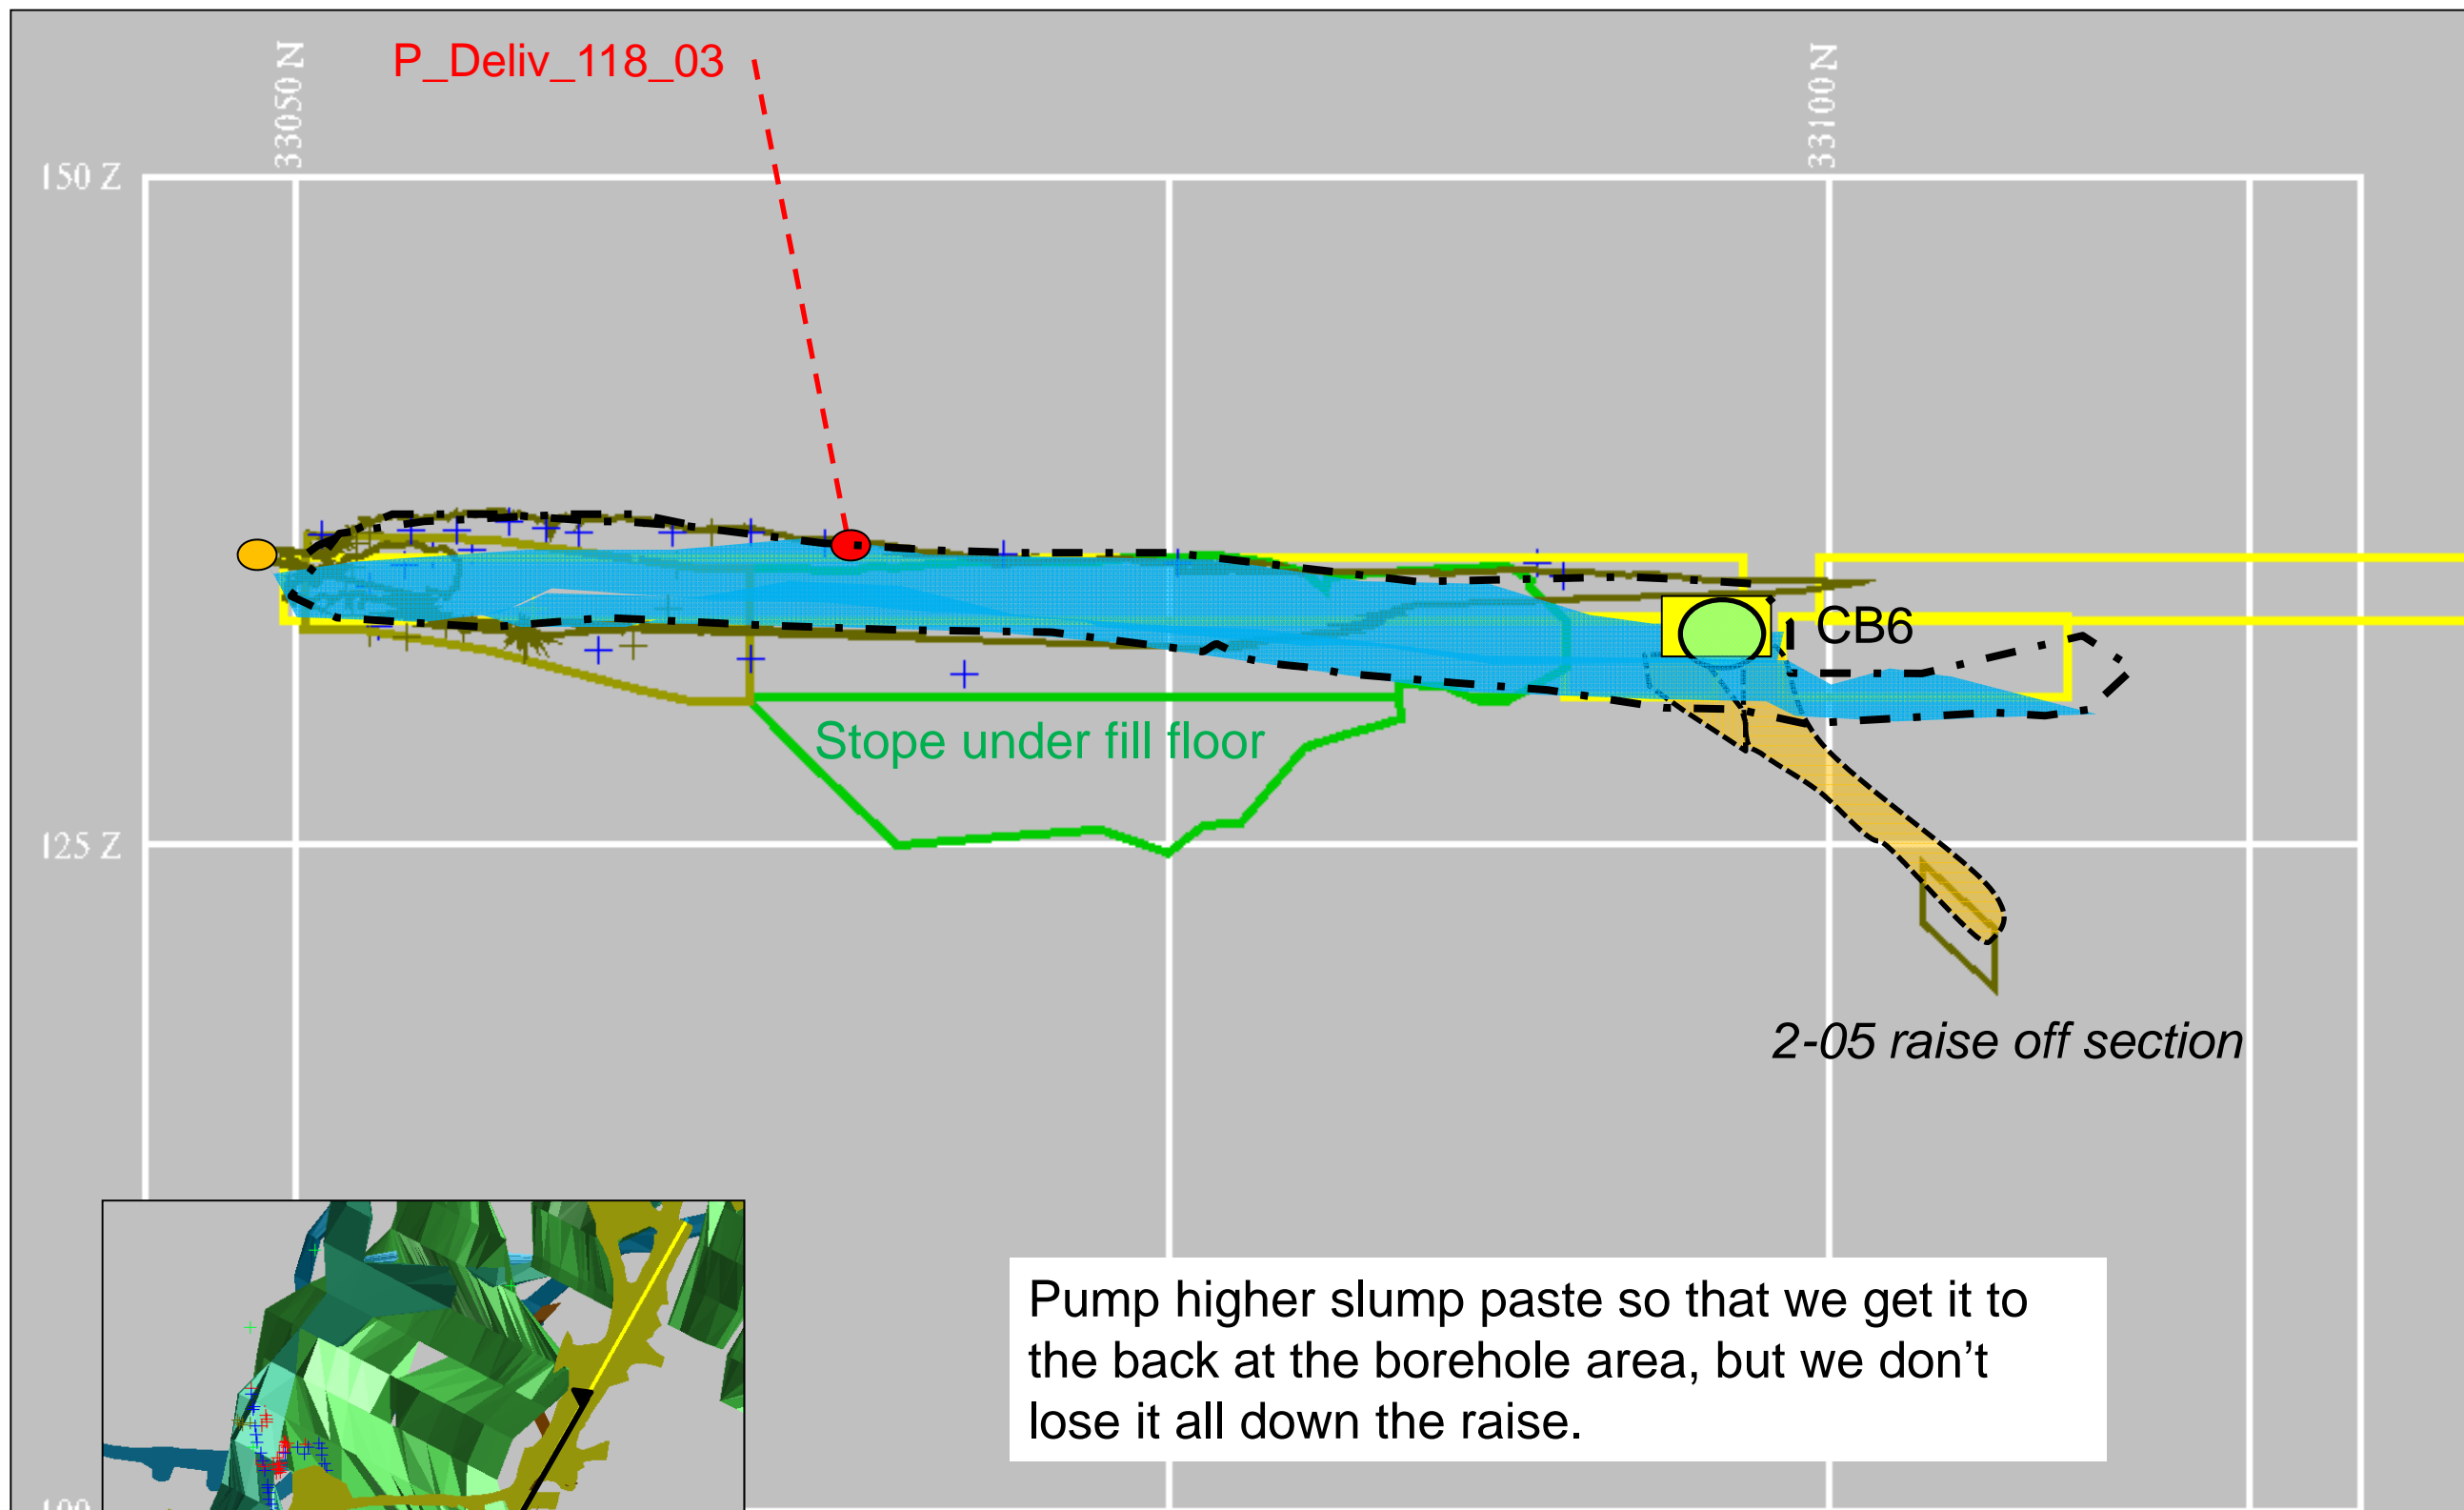 P_Deliv_118_03
33050 N
33100 N
150 Z
CB6
Stope under fill floor
125 Z
2-05 raise off section
Pump higher slump paste so that we get it to
the back at the borehole area, but we don’t
lose it all down the raise.